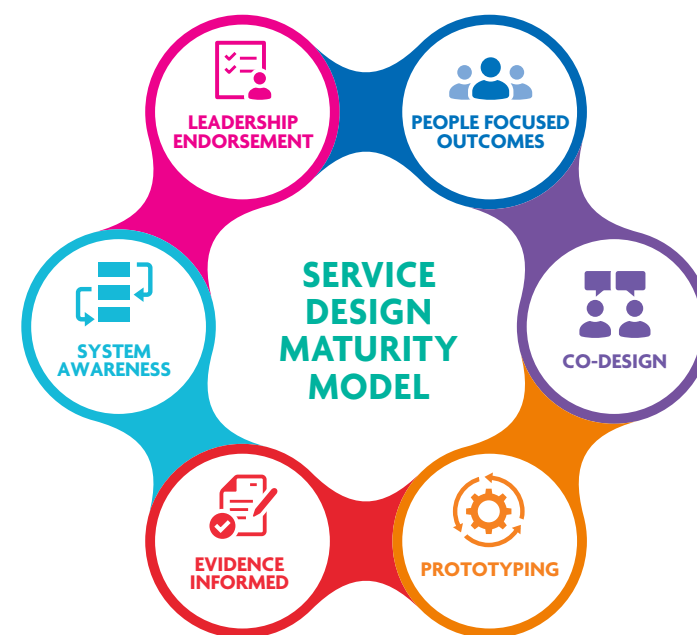 LEADERSHIP
ENDORSEMENT
PEOPLE FOCUSED
OUTCOMES
SERVICE
DESIGN
MATURITY
MODEL
SYSTEM
AWARENESS
CO-DESIGN
EVIDENCE
INFORMED
PROTOTYPING